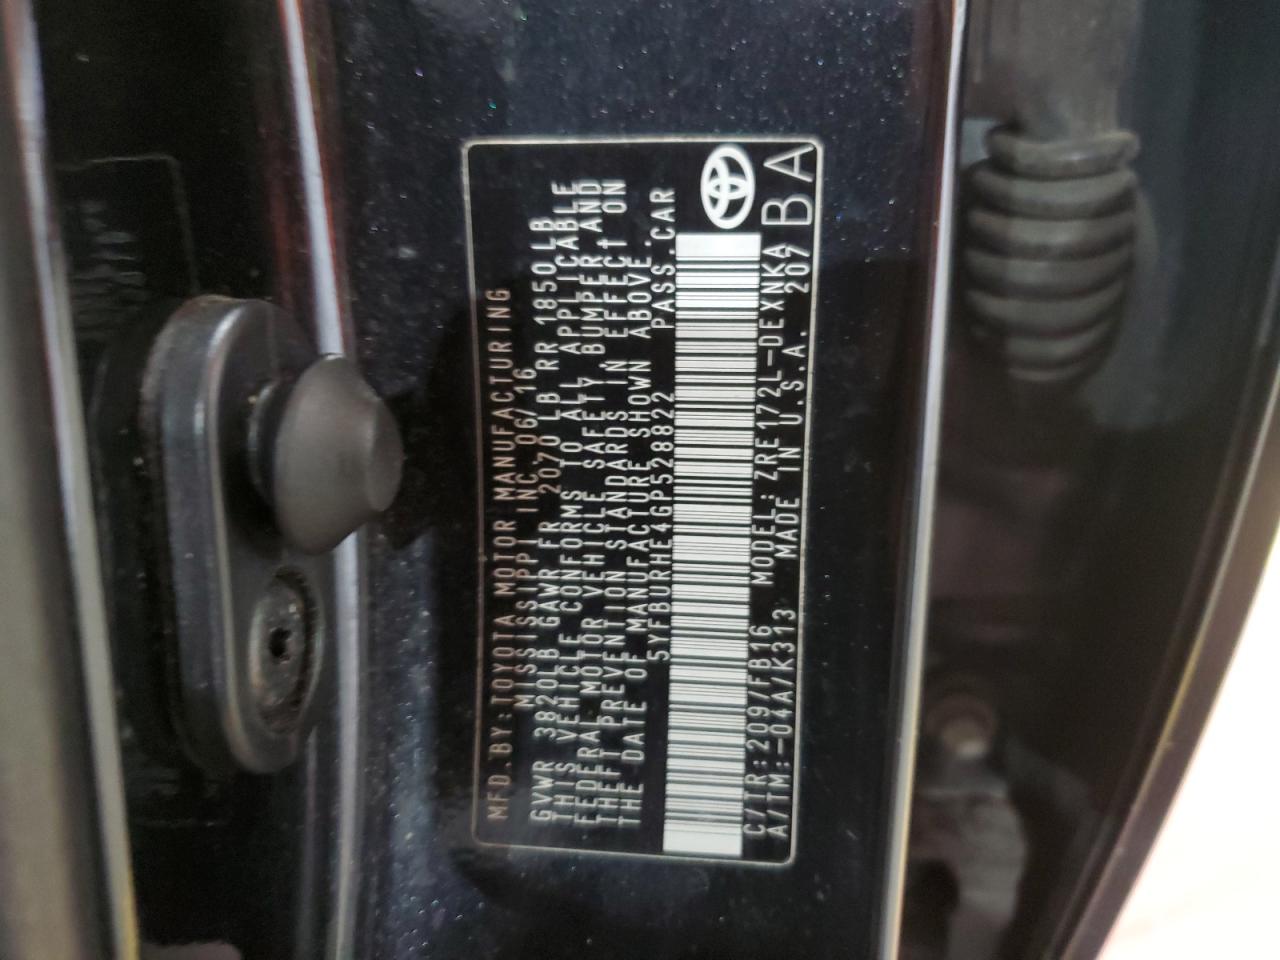 MFD. BY: TOYOTA MOTOR MANUFACTURING
MISSISSIPPI INC. 06/16
GVWR 3820LB GAWR FR 2070 LB RR 1850LB
THIS VEHICLE CONFORMS TO ALL APPLICABLE
FEDERAL MOTOR VEHICLE SAFETY, BUMPER, AND
THEFT PREVENTION STANDARDS IN EFFECT ON
THE DATE OF MANUFACTURE SHOWN ABOVE.
5YFBURHE4GP528822 PASS.CAR
C/TR:209/FB16 MODEL:ZRE172L-DEXNKA
A/TM:-04A/K313 MADE IN U.S.A. 207
BA